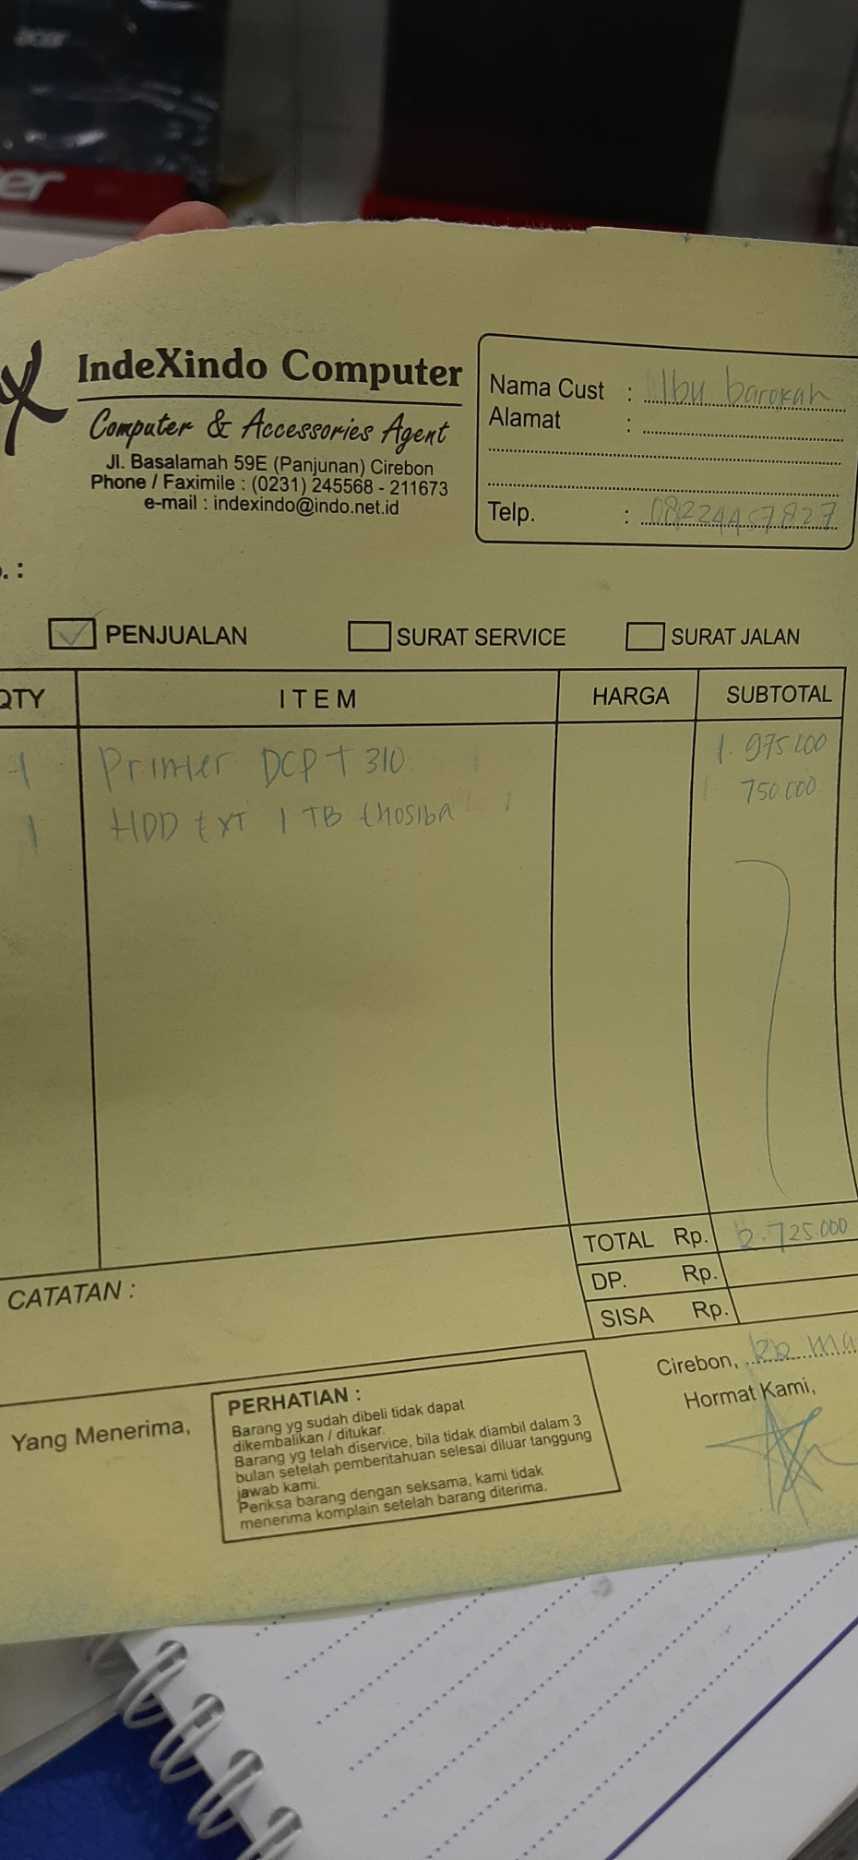 acer
er
IndeXindo Computer
Computer & Accessories Agent
Jl. Basalamah 59E (Panjunan) Cirebon
Phone / Faximile : (0231) 245568 - 211673
e-mail : indexindo@indo.net.id
Nama Cust : Ibu barokah
Alamat :
Telp. : 08224457827
. :
PENJUALAN SURAT SERVICE SURAT JALAN
QTY ITEM HARGA SUBTOTAL
1 Printer DCP T 310 1.975.000
1 HDD Ext 1 TB thosiba 750.000
TOTAL Rp. 2.725.000
DP. Rp.
SISA Rp.
CATATAN :
Cirebon,
Hormat Kami,
Yang Menerima,
PERHATIAN :
Barang yg sudah dibeli tidak dapat
dikembalikan / ditukar.
Barang yg telah diservice, bila tidak diambil dalam 3
bulan setelah pemberitahuan selesai diluar tanggung
jawab kami.
Periksa barang dengan seksama, kami tidak
menerima komplain setelah barang diterima.